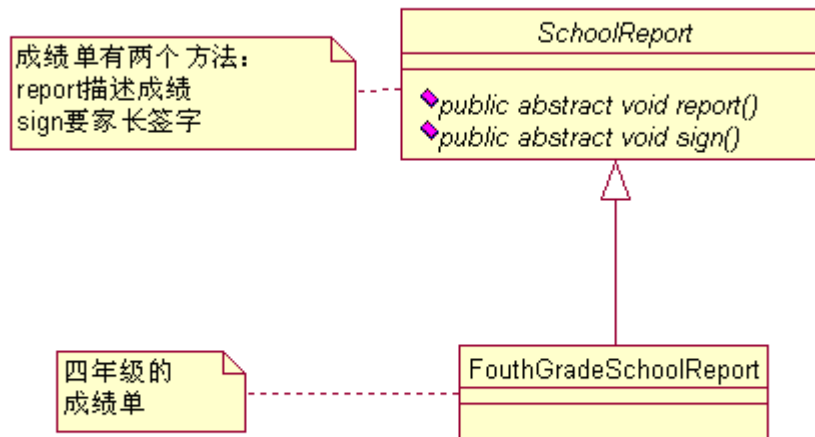 SchoolReport
成绩单有两个方法：
report描述成绩
sign要家长签字
public abstract void report()
public abstract void sign()
四年级的
成绩单
FouthGradeSchoolReport